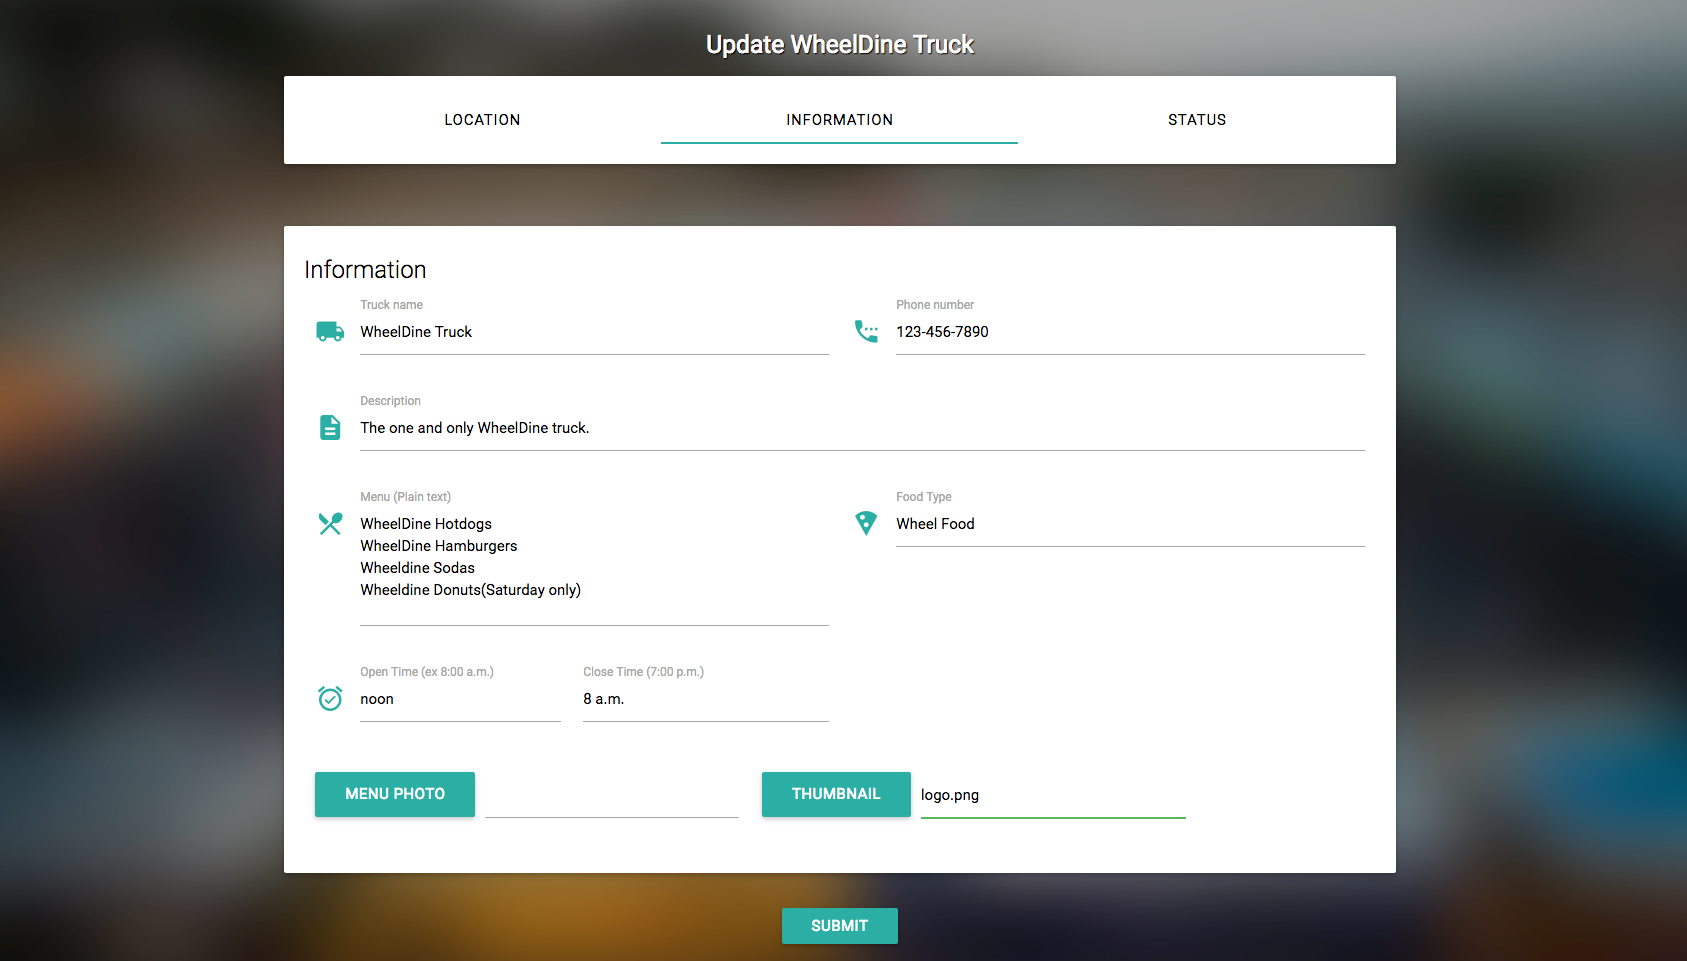 Update WheelDine Truck
LOCATION
INFORMATION
STATUS
Information
Truck name
WheelDine Truck
Phone number
123-456-7890
Description
The one and only WheelDine truck.
Menu (Plain text)
WheelDine Hotdogs
WheelDine Hamburgers
Wheeldine Sodas
Wheeldine Donuts(Saturday only)
Food Type
Wheel Food
Open Time (ex 8:00 a.m.)
noon
Close Time (7:00 p.m.)
8 a.m.
MENU PHOTO
THUMBNAIL
logo.png
SUBMIT